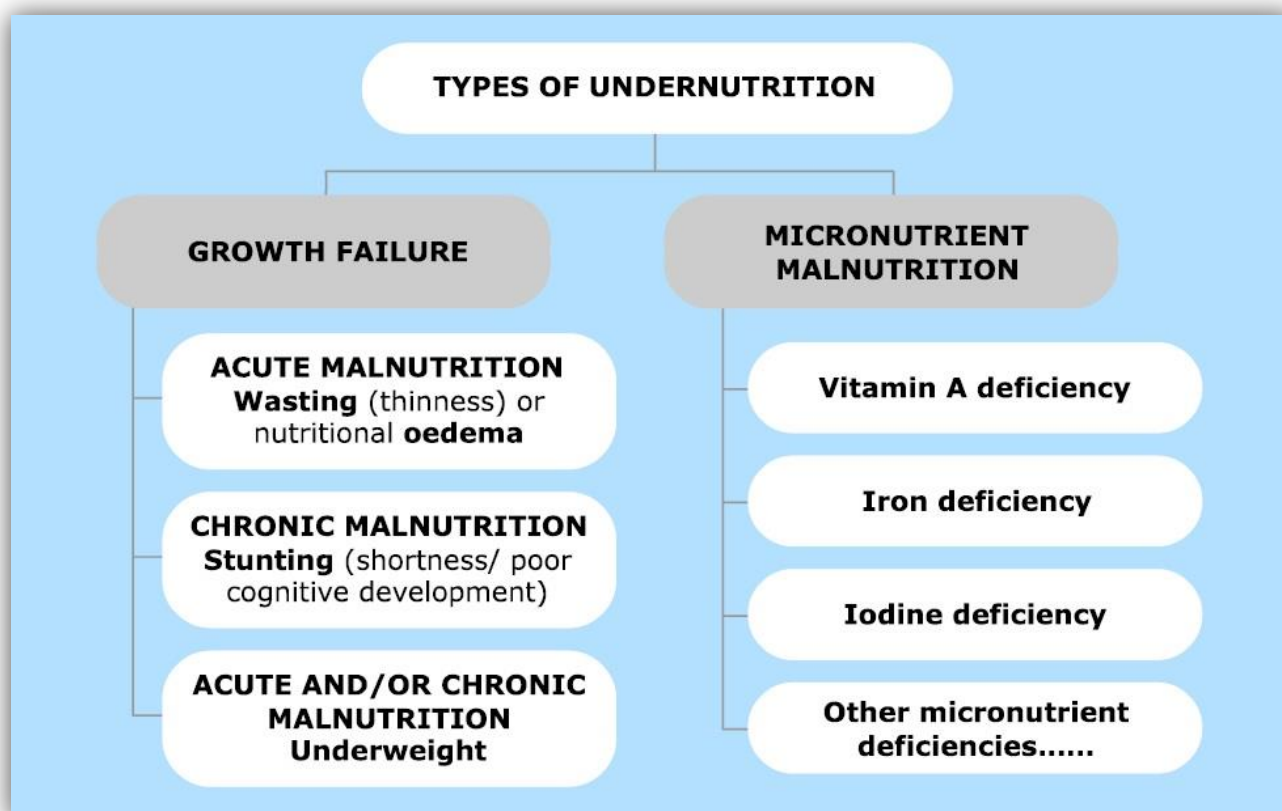 TYPES OF UNDERNUTRITION
GROWTH FAILURE
ACUTE MALNUTRITION
Wasting (thinness) or
nutritional oedema
CHRONIC MALNUTRITION
Stunting (shortness/ poor
cognitive development)
ACUTE AND/OR CHRONIC
MALNUTRITION
Underweight
MICRONUTRIENT
MALNUTRITION
Vitamin A deficiency
Iron deficiency
Iodine deficiency
Other micronutrient
deficiencies......